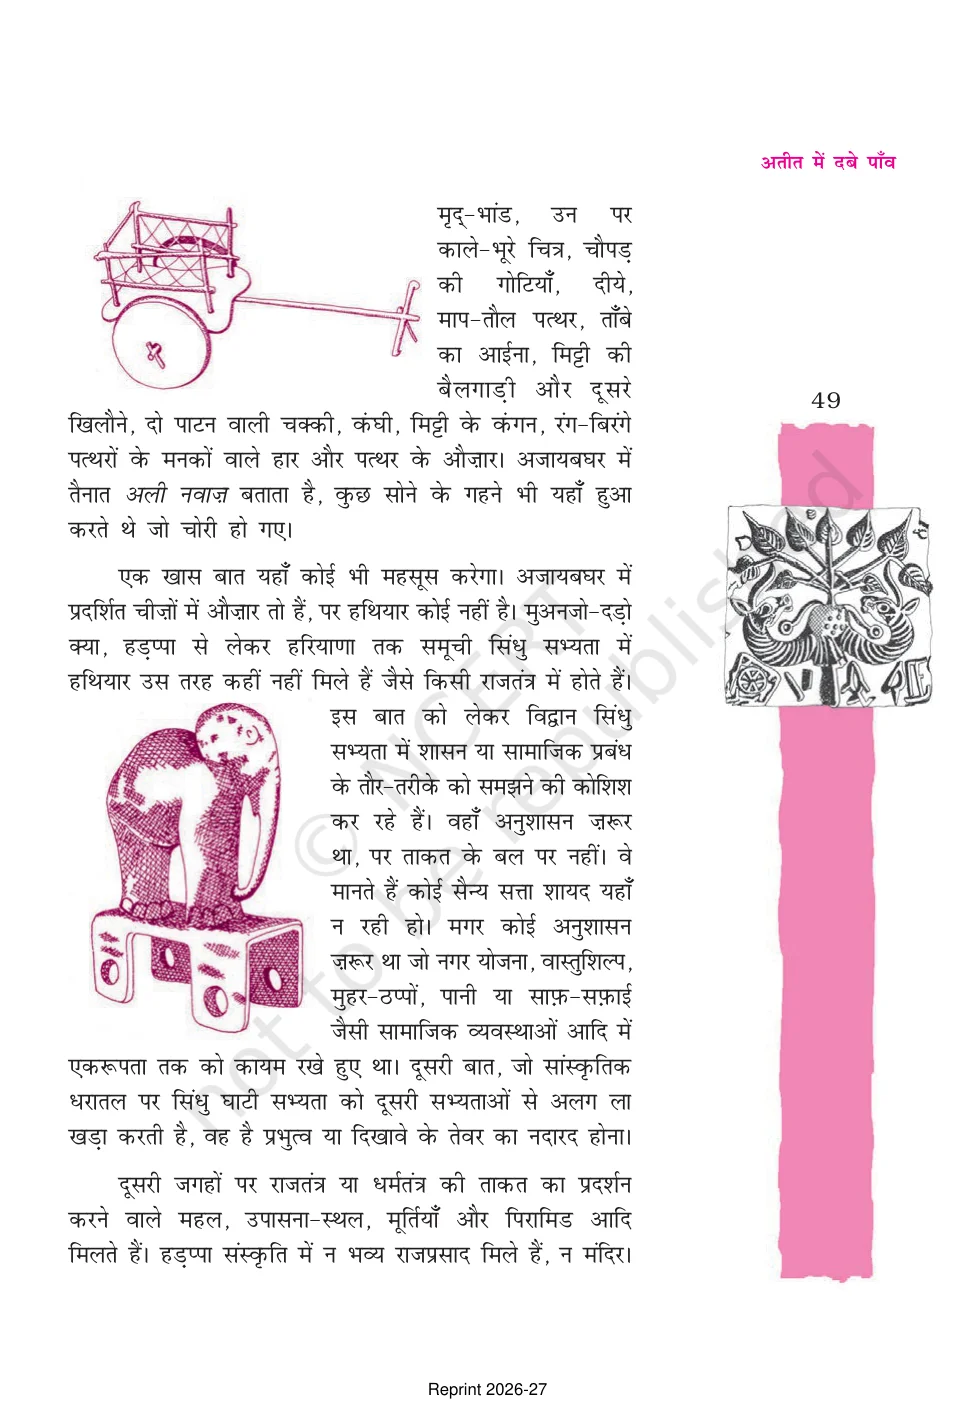 अतीत में दबे पाँव
मृद्-भांड, उन पर
काले-भूरे चित्र, चौपड़
की गोटियाँ, दीये,
माप-तौल पत्थर, ताँबे
का आईना, मिट्टी की
बैलगाड़ी और दूसरे
खिलौने, दो पाटन वाली चक्की, कंघी, मिट्टी के कंगन, रंग-बिरंगे
पत्थरों के मनकों वाले हार और पत्थर के औज़ार। अजायबघर में
तैनात अली नवाज़ बताता है, कुछ सोने के गहने भी यहाँ हुआ
करते थे जो चोरी हो गए।
एक खास बात यहाँ कोई भी महसूस करेगा। अजायबघर में
प्रदर्शित चीज़ों में औज़ार तो हैं, पर हथियार कोई नहीं है। मुअनजो-दड़ो
क्या, हड़प्पा से लेकर हरियाणा तक समूची सिंधु सभ्यता में
हथियार उस तरह कहीं नहीं मिले हैं जैसे किसी राजतंत्र में होते हैं।
इस बात को लेकर विद्वान सिंधु
सभ्यता में शासन या सामाजिक प्रबंध
के तौर-तरीके को समझने की कोशिश
कर रहे हैं। वहाँ अनुशासन ज़रूर
था, पर ताकत के बल पर नहीं। वे
मानते हैं कोई सैन्य सत्ता शायद यहाँ
न रही हो। मगर कोई अनुशासन
ज़रूर था जो नगर योजना, वास्तुशिल्प,
मुहर-ठप्पों, पानी या साफ़-सफ़ाई
जैसी सामाजिक व्यवस्थाओं आदि में
एकरूपता तक को कायम रखे हुए था। दूसरी बात, जो सांस्कृतिक
धरातल पर सिंधु घाटी सभ्यता को दूसरी सभ्यताओं से अलग ला
खड़ा करती है, वह है प्रभुत्व या दिखावे के तेवर का नदारद होना।
दूसरी जगहों पर राजतंत्र या धर्मतंत्र की ताकत का प्रदर्शन
करने वाले महल, उपासना-स्थल, मूर्तियाँ और पिरामिड आदि
मिलते हैं। हड़प्पा संस्कृति में न भव्य राजप्रसाद मिले हैं, न मंदिर।
49
© NCERT
not to be republished
Reprint 2026-27